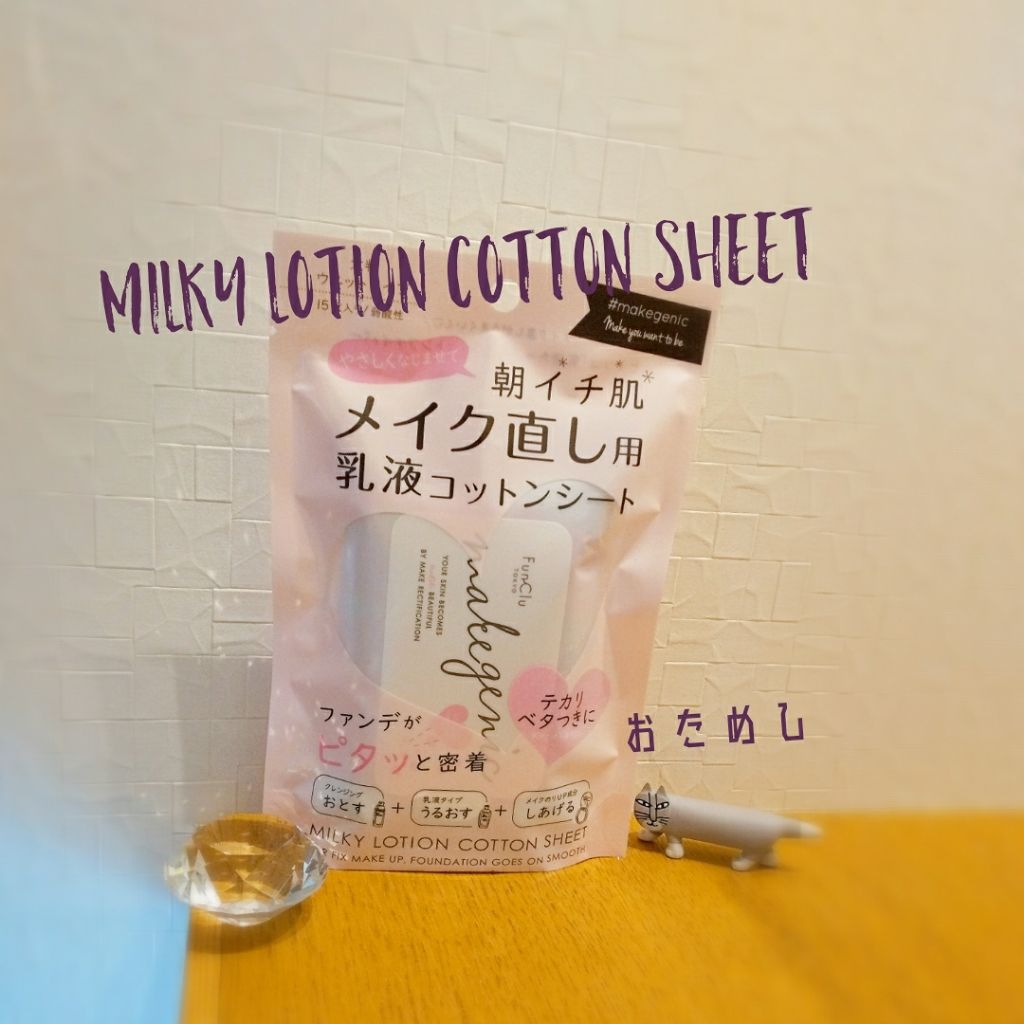 MILKY LOTION COTTON SHEET
#makegenic
Make you want to be
やさしくなじませて
朝イチ肌
メイク直し用
乳液コットンシート
FunClu
TOKYO
makegenic
YOUR SKIN BECOMES
BEAUTIFUL
BY MAKE RECTIFICATION
テカリ
ベタつきに
ファンデが
ピタッと密着
おためし
クレンジング
おとす
+
乳液タイプ
うるおす
+
メイクのりUP成分
しあげる
MILKY LOTION COTTON SHEET
FIX MAKE UP. FOUNDATION GOES ON SMOOTH